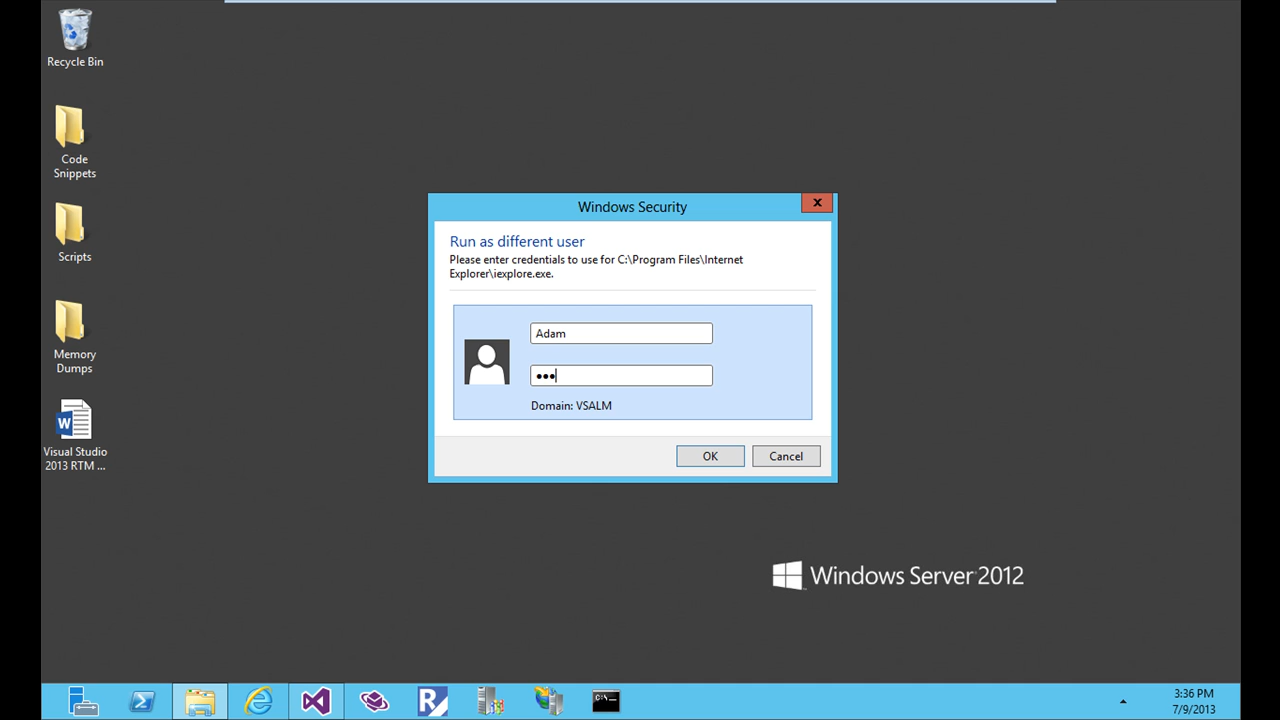 Recycle Bin
Code
Snippets
Scripts
Memory
Dumps
Visual Studio
2013 RTM ...
Windows Security
x
Run as different user
Please enter credentials to use for C:\Program Files\Internet
Explorer\iexplore.exe.
Adam
●●●
Domain: VSALM
OK
Cancel
Windows Server 2012
3:36 PM
7/9/2013